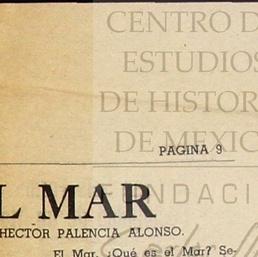 CENTRO D
ESTUDIOS
DE HISTOR
DE MEXIC
PAGINA 9
FUNDACI
L MAR
HECTOR PALENCIA ALONSO.
El Mar. ¿Qué es el Mar? Se-